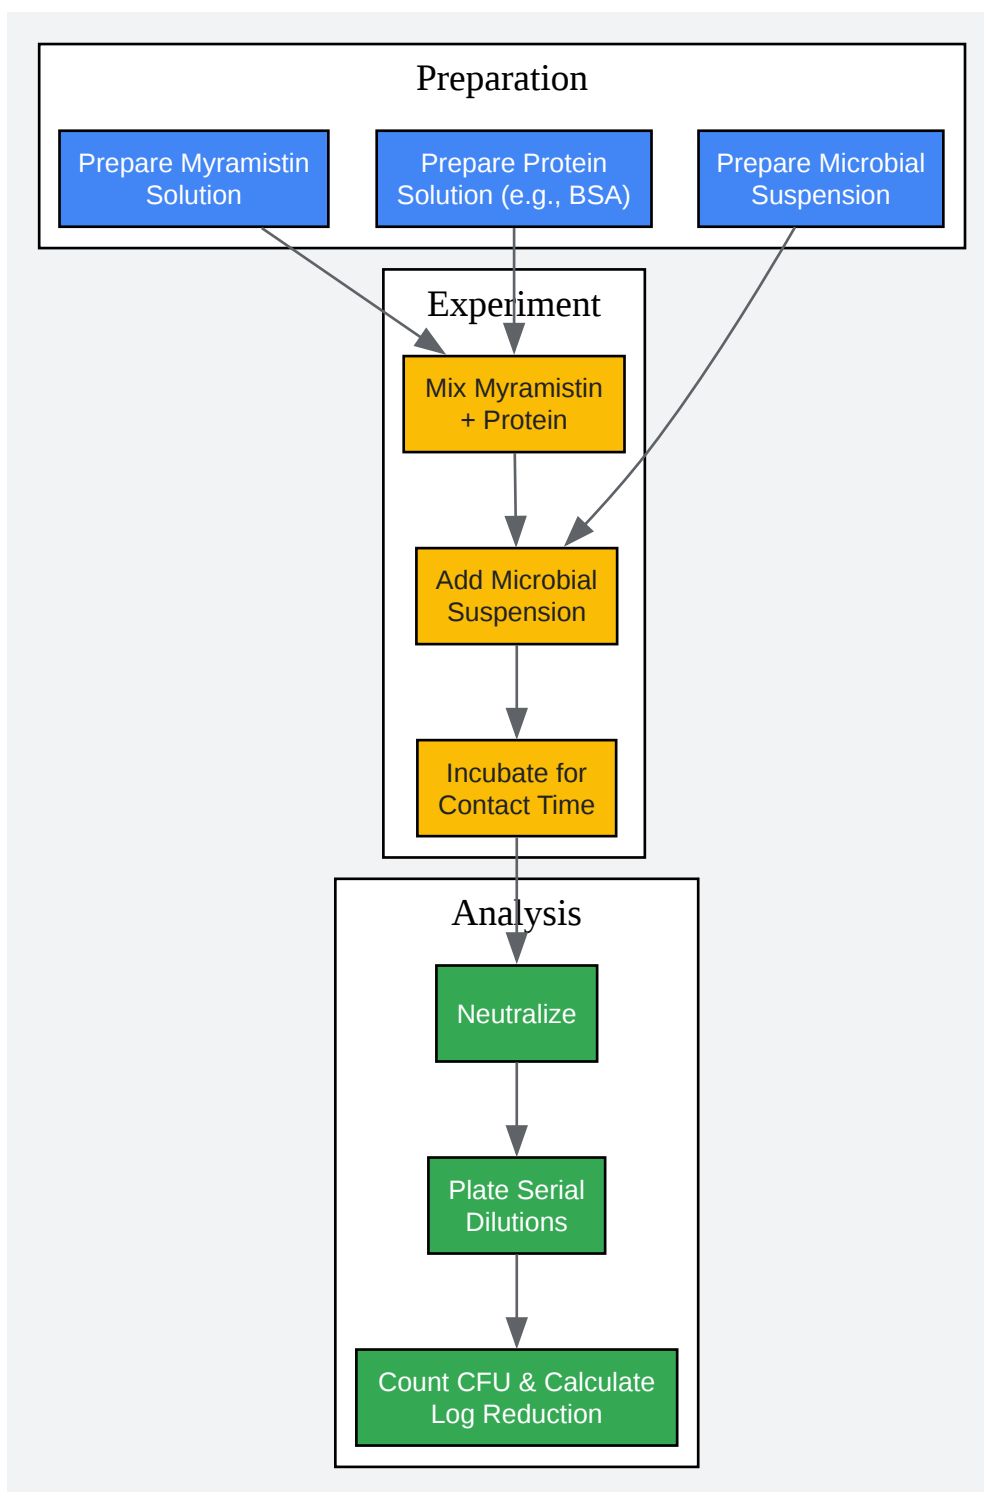 Preparation
Prepare Myramistin
Solution
Prepare Protein
Solution (e.g., BSA)
Prepare Microbial
Suspension
Experiment
Mix Myramistin
+ Protein
Add Microbial
Suspension
Incubate for
Contact Time
Analysis
Neutralize
Plate Serial
Dilutions
Count CFU & Calculate
Log Reduction